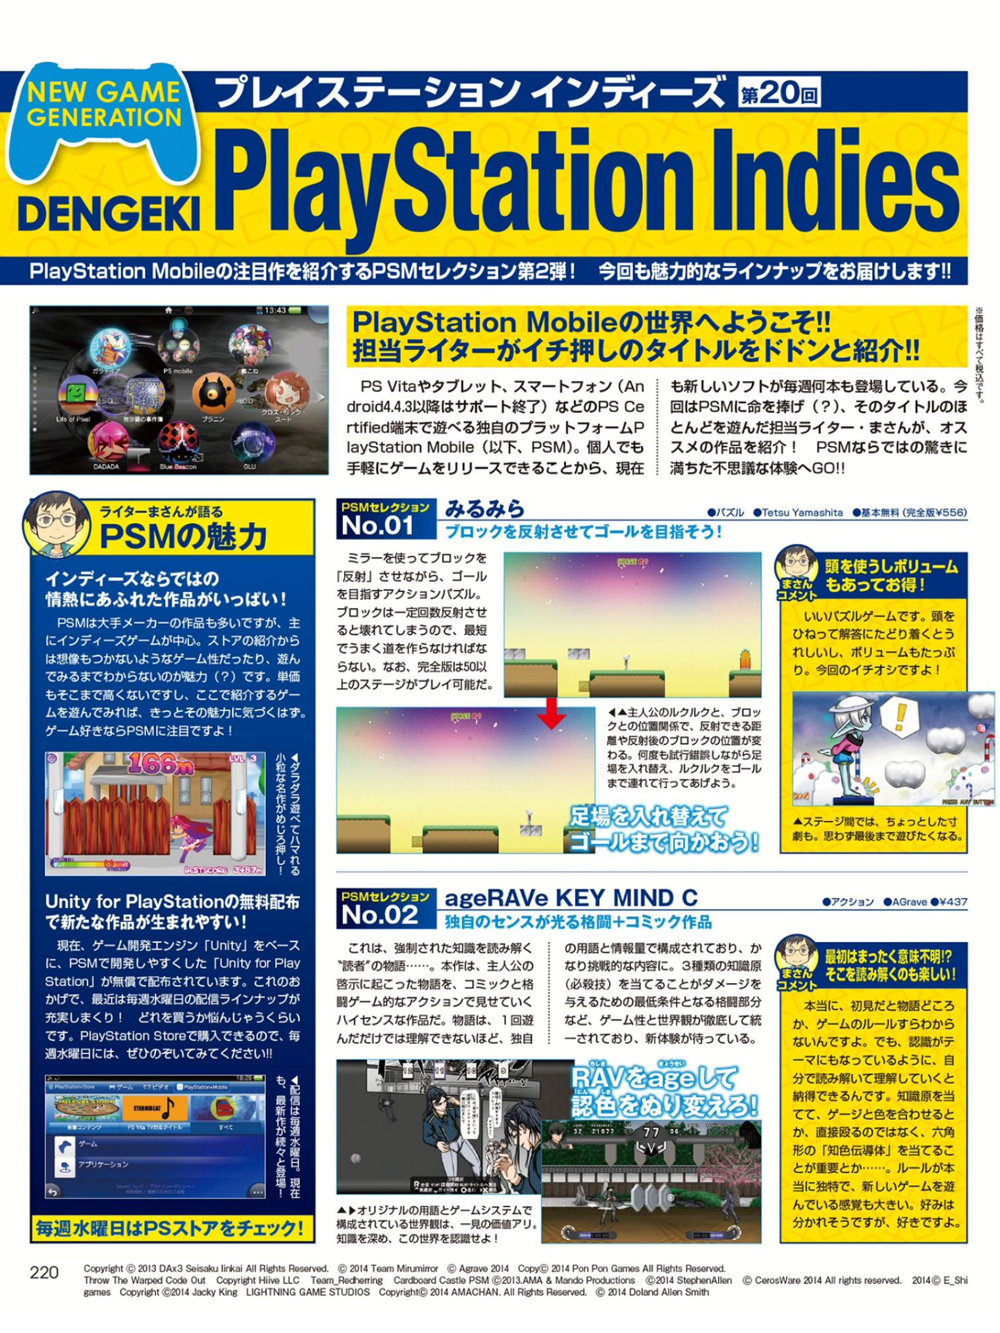 NEW GAME
GENERATION
DENGEKI
プレイステーション インディーズ 第20回
PlayStation Indies
PlayStation Mobileの注目作を紹介するPSMセレクション第2弾！　今回も魅力的なラインナップをお届けします!!
PlayStation Mobileの世界へようこそ!!
担当ライターがイチ押しのタイトルをドドンと紹介!!
※価格はすべて税込です。
13:43
PS mobile
Life of Pixel
DADADA
Blue Beacon
GLU
ブラニン
　PS Vitaやタブレット、スマートフォン（An
droid4.4.3以降はサポート終了）などのPS Ce
rtified端末で遊べる独自のプラットフォームP
layStation Mobile（以下、PSM）。個人でも
手軽にゲームをリリースできることから、現在
も新しいソフトが毎週何本も登場している。今
回はPSMに命を捧げ（？）、そのタイトルのほ
とんどを遊んだ担当ライター・まさんが、オス
スメの作品を紹介！　PSMならではの驚きに
満ちた不思議な体験へGO!!
ライターまさんが語る
PSMの魅力
インディーズならではの
情熱にあふれた作品がいっぱい！
　PSMは大手メーカーの作品も多いですが、主
にインディーズゲームが中心。ストアの紹介から
は想像もつかないようなゲーム性だったり、遊ん
でみるまでわからないのが魅力（？）です。単価
もそこまで高くないですし、ここで紹介するゲー
ムを遊んでみれば、きっとその魅力に気づくはず。
ゲーム好きならPSMに注目ですよ！
166m
LVL 3
BESTSCORE 3457m
◀ダラダラ遊べてハマれる
小粒な名作がめじろ押し！
Unity for PlayStationの無料配布
で新たな作品が生まれやすい！
　現在、ゲーム開発エンジン「Unity」をベース
に、PSMで開発しやすくした「Unity for Play
Station」が無償で配布されています。これのお
かげで、最近は毎週水曜日の配信ラインナップが
充実しまくり！　どれを買うか悩んじゃうくらい
です。PlayStation Storeで購入できるので、毎
週水曜日には、ぜひのぞいてみてください!!
ゲーム
ビデオ
PlayStation Mobile
ETERNIBEAT
新着コンテンツ
PS Vita TV対応タイトル
すべて
ゲーム
アプリケーション
◀配信は毎週水曜日。現在
も、最新作が続々と登場！
毎週水曜日はPSストアをチェック！
PSMセレクション
No.01
みるみら
●パズル　●Tetsu Yamashita　●基本無料（完全版¥556）
ブロックを反射させてゴールを目指そう！
　ミラーを使ってブロックを
「反射」させながら、ゴール
を目指すアクションパズル。
ブロックは一定回数反射させ
ると壊れてしまうので、最短
でうまく道を作らなければな
らない。なお、完全版は50以
上のステージがプレイ可能だ。
◀▲主人公のルクルクと、ブロッ
クとの位置関係で、反射できる距
離や反射後のブロックの位置が変
わる。何度も試行錯誤しながら足
場を入れ替え、ルクルクをゴール
まで連れて行ってあげよう。
足場を入れ替えて
ゴールまで向かおう！
まさん
コメント
頭を使うしボリューム
もあってお得！
　いいパズルゲームです。頭を
ひねって解答にたどり着くとう
れしいし、ボリュームもたっぷ
り。今回のイチオシですよ！
PRESS ANY BUTTON
▲ステージ間では、ちょっとした寸
劇も。思わず最後まで遊びたくなる。
PSMセレクション
No.02
ageRAVe KEY MIND C
●アクション　●AGrave ●¥437
独自のセンスが光る格闘+コミック作品
　これは、強制された知識を読み解く
“読者”の物語……。本作は、主人公の
啓示に起こった物語を、コミックと格
闘ゲーム的なアクションで見せていく
ハイセンスな作品だ。物語は、１回遊
んだだけでは理解できないほど、独自
の用語と情報量で構成されており、か
なり挑戦的な内容に。３種類の知識原
（必殺技）を当てることがダメージを
与えるための最低条件となる格闘部分
など、ゲーム性と世界観が徹底して統
一されており、新体験が待っている。
RAVをageして
認色をぬり変えろ！
77
▲▶オリジナルの用語とゲームシステムで
構成されている世界観は、一見の価値アリ。
知識を深め、この世界を認識せよ！
まさん
コメント
最初はまったく意味不明!?
そこを読み解くのも楽しい！
　本当に、初見だと物語どころ
か、ゲームのルールすらわから
ないんですよ。でも、認識がテ
ーマにもなっているように、自
分で読み解いて理解していくと
納得できるんです。知識原を当
てて、ゲージと色を合わせると
か、直接殴るのではなく、六角
形の「知色伝導体」を当てるこ
とが重要とか……。ルールが本
当に独特で、新しいゲームを遊
んでいる感覚も大きい。好みは
分かれそうですが、好きですよ。
220
Copyright Ⓒ 2013 DAx3 Seisaku Iinkai All Rights Reserved.　Ⓒ 2014 Team Mirumirror　Ⓒ Agrave 2014　CopyⒸ 2014 Pon Pon Games All Rights Reserved.
Throw The Warped Code Out　Copyright Hiive LLC　Team_Redherring　Cardboard Castle PSM Ⓒ2013.AMA & Mando Productions　Ⓒ2014 StephenAllen　Ⓒ CerosWare 2014 All rights reserved.　2014Ⓒ E_Shi
games　Copyright Ⓒ2014 Jacky King　LIGHTNING GAME STUDIOS　CopyrightⒸ 2014 AMACHAN. All Rights Reserved.　Ⓒ 2014 Doland Allen Smith